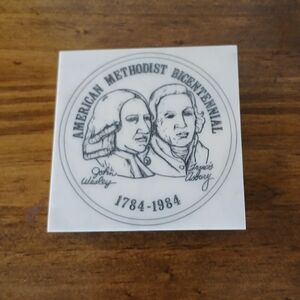 AMERICAN METHODIST BICENTENNIAL
John
Wesley
Francis
Asbury
1784-1984